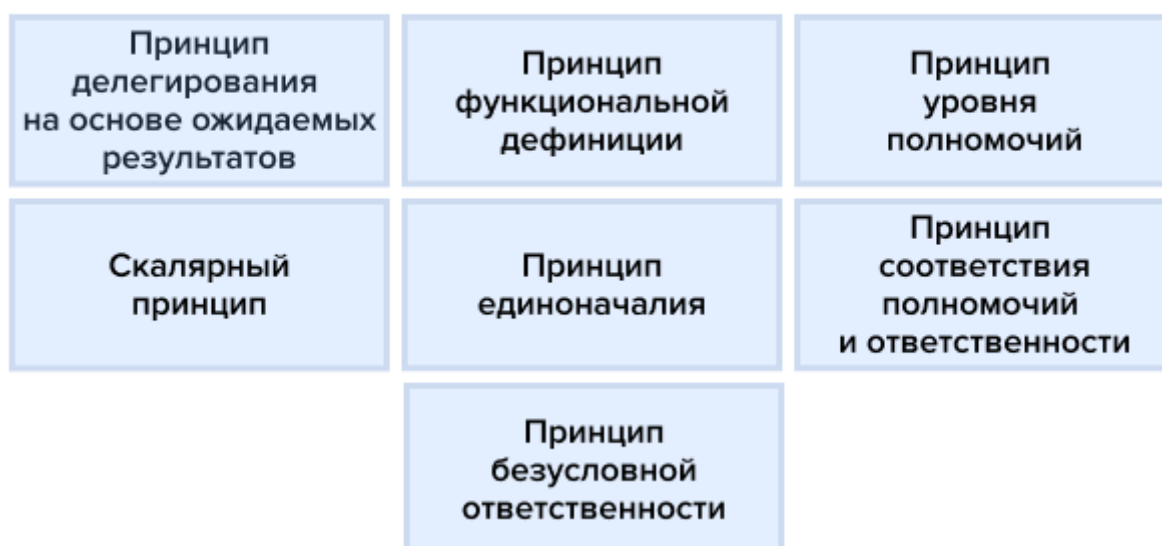 Принцип
делегирования
на основе ожидаемых
результатов
Принцип
функциональной
дефиниции
Принцип
уровня
полномочий
Скалярный
принцип
Принцип
единоначалия
Принцип
соответствия
полномочий
и ответственности
Принцип
безусловной
ответственности